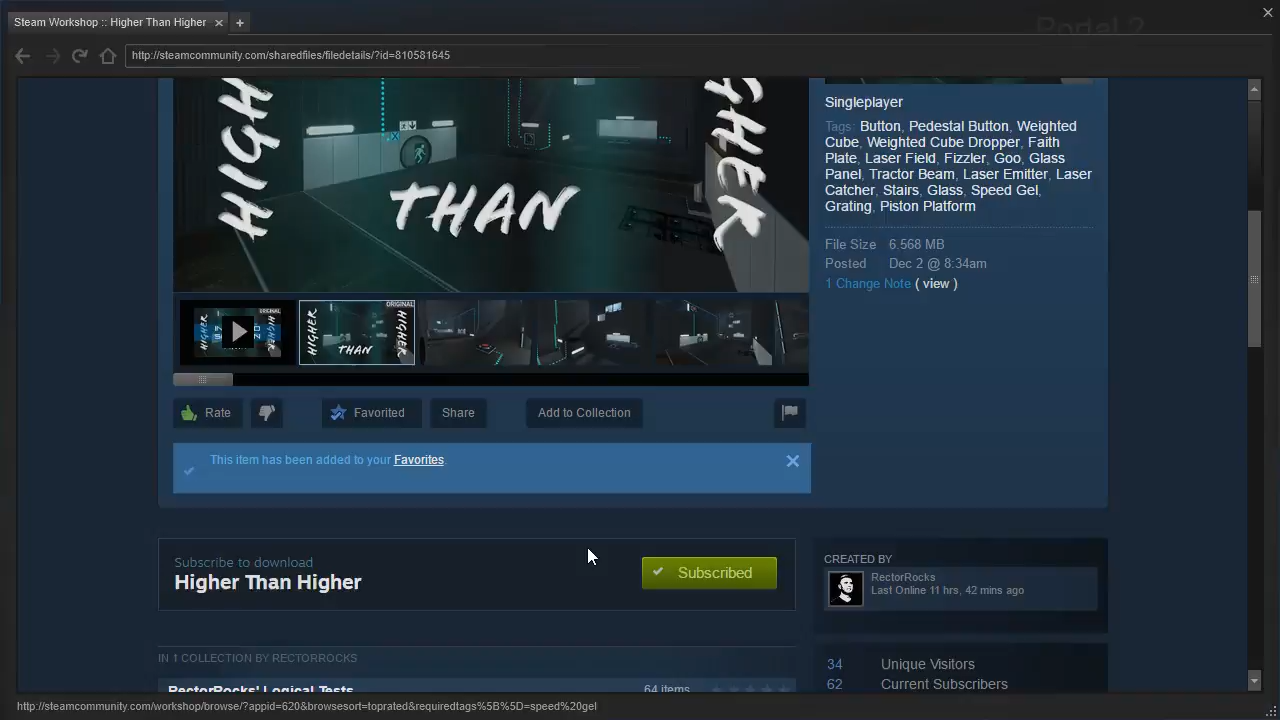 Steam Workshop :: Higher Than Higher
Portal 2
http://steamcommunity.com/sharedfiles/filedetails/?id=810581645
HIGHER
THAN
HIGHER
Singleplayer
Tags: Button, Pedestal Button, Weighted
Cube, Weighted Cube Dropper, Faith
Plate, Laser Field, Fizzler, Goo, Glass
Panel, Tractor Beam, Laser Emitter, Laser
Catcher, Stairs, Glass, Speed Gel,
Grating, Piston Platform
File Size 6.568 MB
Posted Dec 2 @ 8:34am
1 Change Note ( view )
ORIGINAL
HIGHER
THAN
HIGHER
Rate
Favorited
Share
Add to Collection
This item has been added to your Favorites.
Subscribe to download
Higher Than Higher
Subscribed
CREATED BY
RectorRocks
Last Online 11 hrs, 42 mins ago
IN 1 COLLECTION BY RECTORROCKS
RectorRocks' Logical Tests
64 items
34 Unique Visitors
62 Current Subscribers
http://steamcommunity.com/workshop/browse/?appid=620&browsesort=toprated&requiredtags%5B%5D=speed%20gel